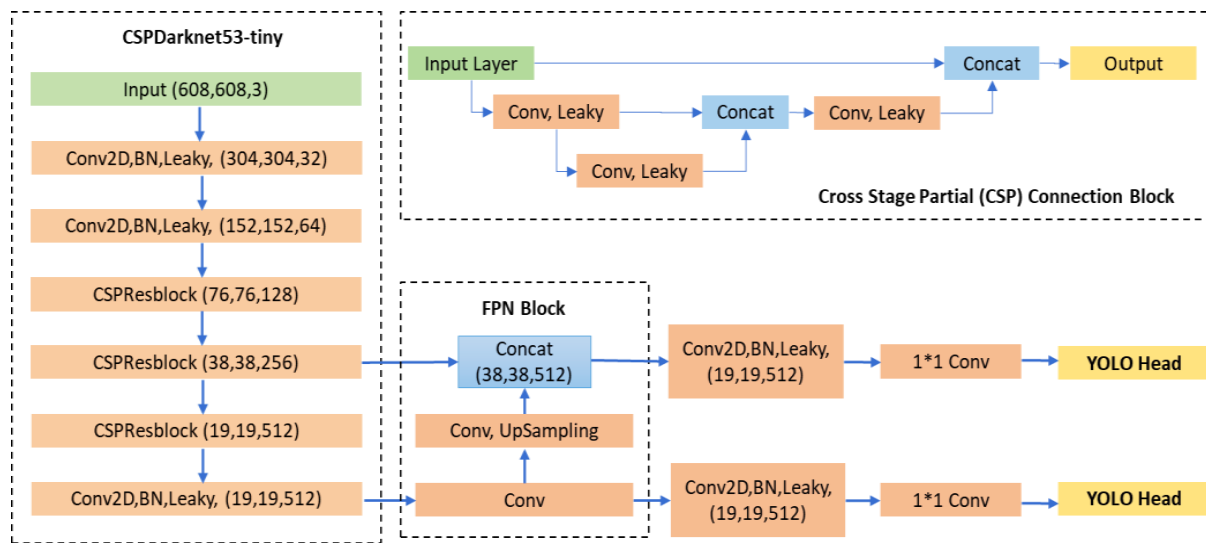 CSPDarknet53-tiny
Input (608,608,3)
Conv2D,BN,Leaky, (304,304,32)
Conv2D,BN,Leaky, (152,152,64)
CSPResblock (76,76,128)
CSPResblock (38,38,256)
CSPResblock (19,19,512)
Conv2D,BN,Leaky, (19,19,512)
Input Layer
Concat
Output
Conv, Leaky
Concat
Conv, Leaky
Conv, Leaky
Cross Stage Partial (CSP) Connection Block
FPN Block
Concat
(38,38,512)
Conv, UpSampling
Conv
Conv2D,BN,Leaky,
(19,19,512)
1*1 Conv
YOLO Head
Conv2D,BN,Leaky,
(19,19,512)
1*1 Conv
YOLO Head